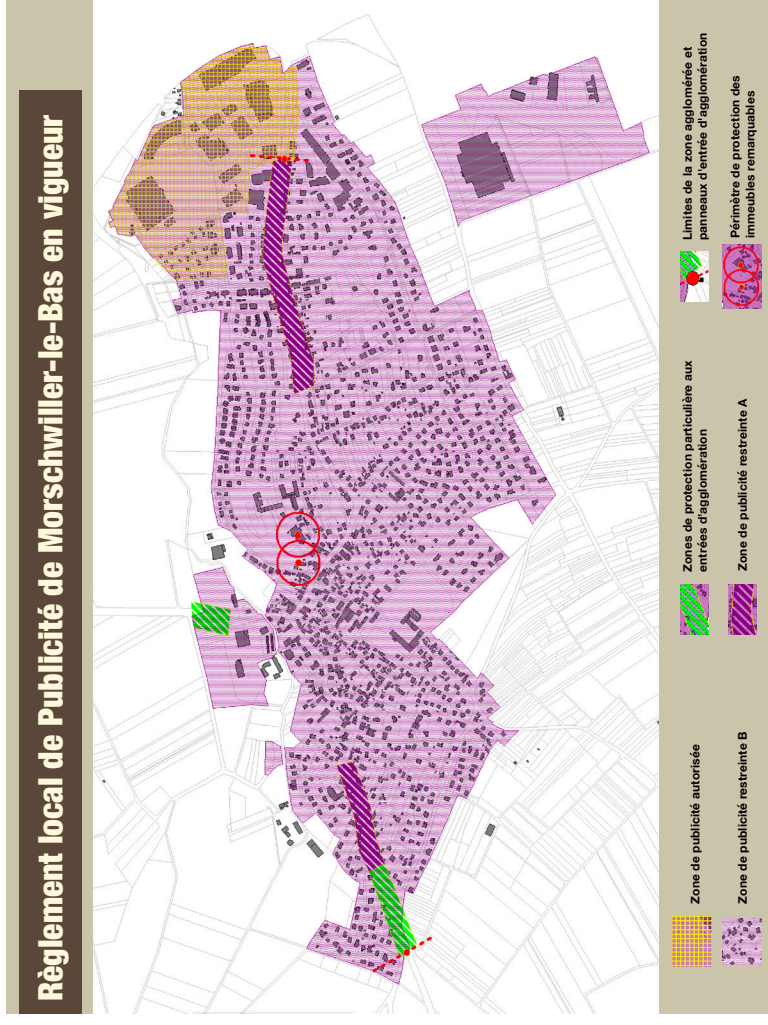 Règlement local de Publicité de Morschwiller-le-Bas en vigueur
Zone de publicité autorisée
Zone de publicité restreinte B
Zones de protection particulière aux
entrées d'agglomération
Zone de publicité restreinte A
Limites de la zone agglomérée et
panneaux d'entrée d'agglomération
Périmètre de protection des
immeubles remarquables